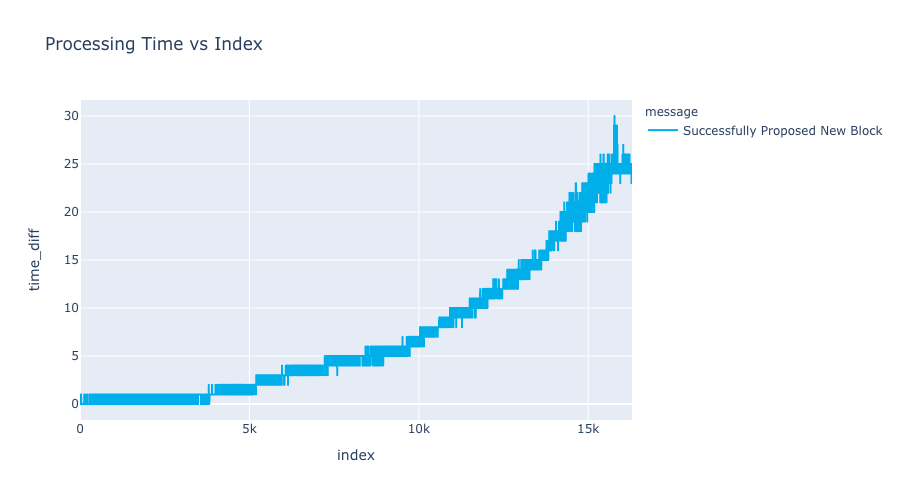 Processing Time vs Index
message
Successfully Proposed New Block
30
25
20
15
10
5
0
time_diff
0
5k
10k
15k
index